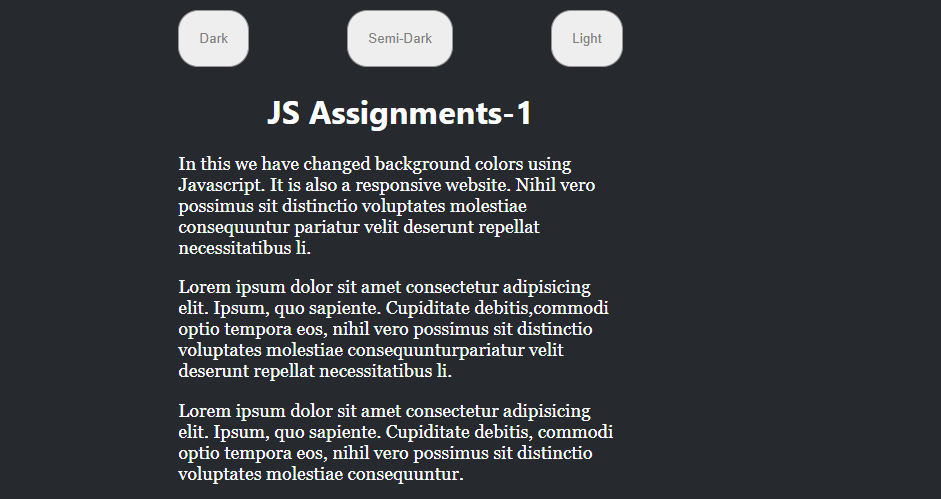 Dark Semi-Dark Light
JS Assignments-1
In this we have changed background colors using
Javascript. It is also a responsive website. Nihil vero
possimus sit distinctio voluptates molestiae
consequuntur pariatur velit deserunt repellat
necessitatibus li.
Lorem ipsum dolor sit amet consectetur adipisicing
elit. Ipsum, quo sapiente. Cupiditate debitis,commodi
optio tempora eos, nihil vero possimus sit distinctio
voluptates molestiae consequunturpariatur velit
deserunt repellat necessitatibus li.
Lorem ipsum dolor sit amet consectetur adipisicing
elit. Ipsum, quo sapiente. Cupiditate debitis, commodi
optio tempora eos, nihil vero possimus sit distinctio
voluptates molestiae consequuntur.